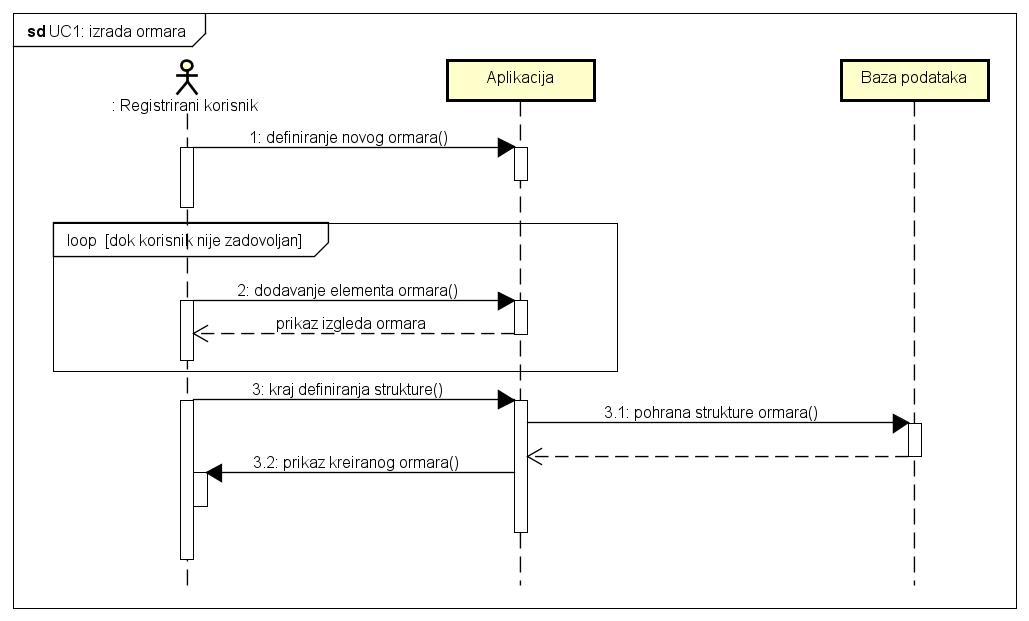 sd UC1: izrada ormara
: Registrirani korisnik
Aplikacija
Baza podataka
1: definiranje novog ormara()
loop [dok korisnik nije zadovoljan]
2: dodavanje elementa ormara()
prikaz izgleda ormara
3: kraj definiranja strukture()
3.1: pohrana strukture ormara()
3.2: prikaz kreiranog ormara()